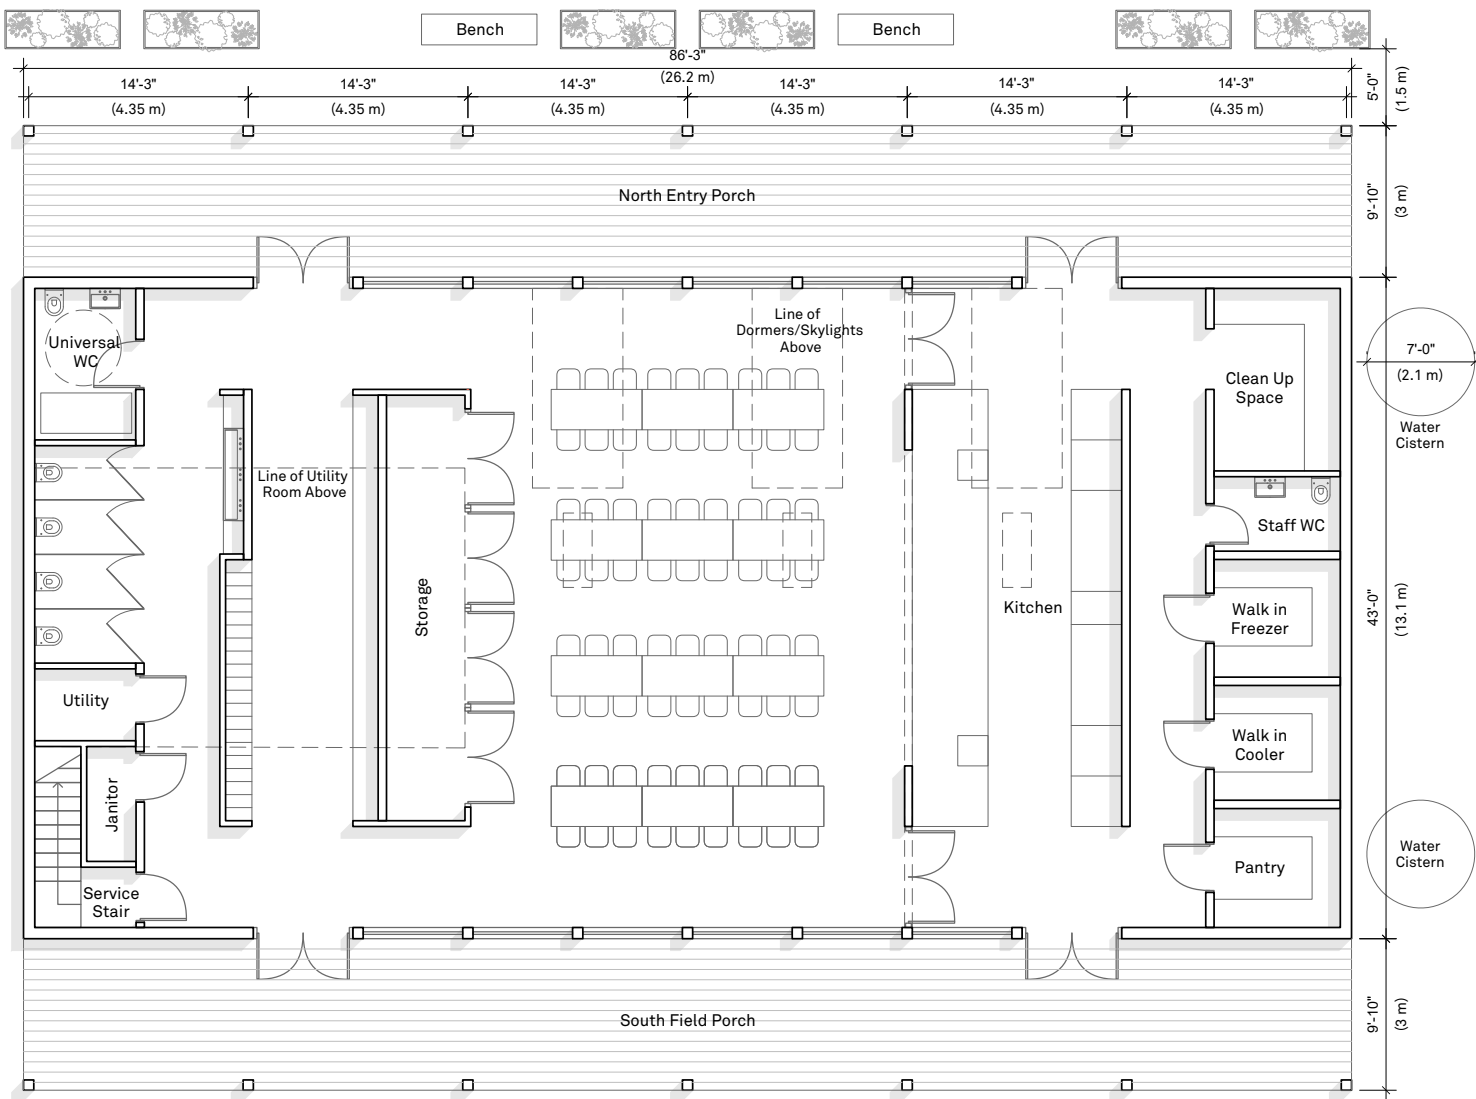 Bench
Bench
86'-3"
(26.2 m)
14'-3"
14'-3"
14'-3"
14'-3"
14'-3"
14'-3"
(4.35 m)
(4.35 m)
(4.35 m)
(4.35 m)
(4.35 m)
(4.35 m)
5'-0"
(1.5 m)
North Entry Porch
9'-10"
(3 m)
Universal
WC
Line of
Dormers/Skylights
Above
7'-0"
(2.1 m)
Clean Up
Space
Water
Cistern
Line of Utility
Room Above
Staff WC
Storage
Kitchen
Walk in
Freezer
43'-0"
(13.1 m)
Utility
Walk in
Cooler
Janitor
Water
Cistern
Pantry
Service
Stair
South Field Porch
9'-10"
(3 m)